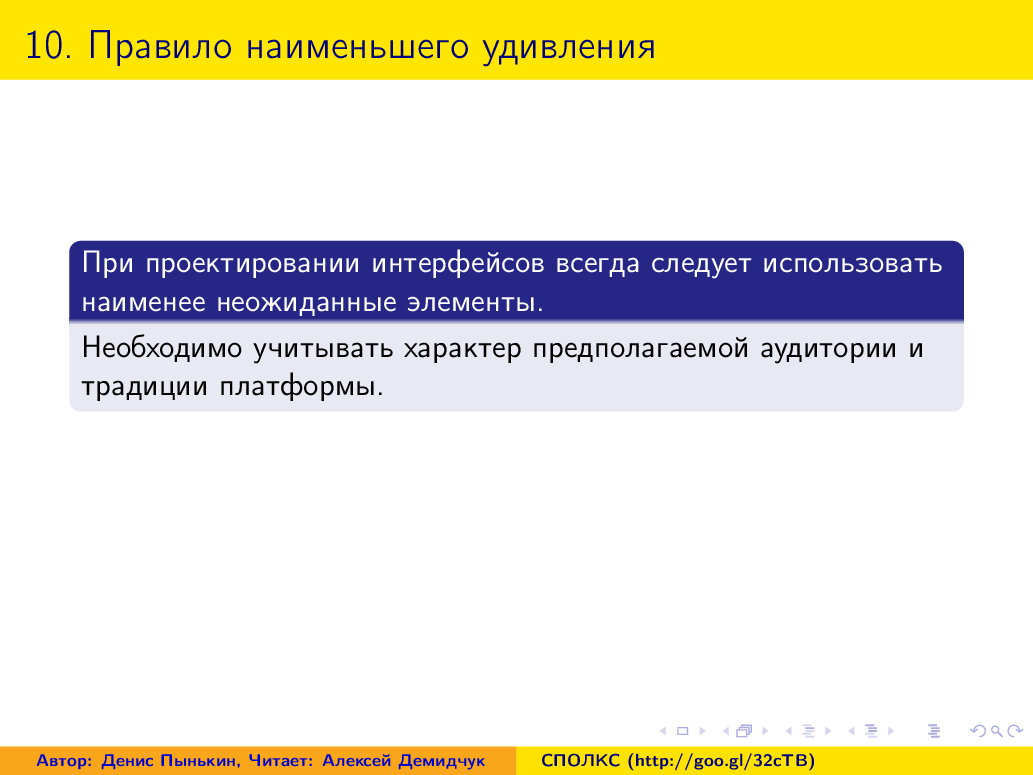 10. Правило наименьшего удивления
При проектировании интерфейсов всегда следует использовать
наименее неожиданные элементы.
Необходимо учитывать характер предполагаемой аудитории и
традиции платформы.
Автор: Денис Пынькин, Читает: Алексей Демидчук
СПОЛКС (http://goo.gl/32cTB)